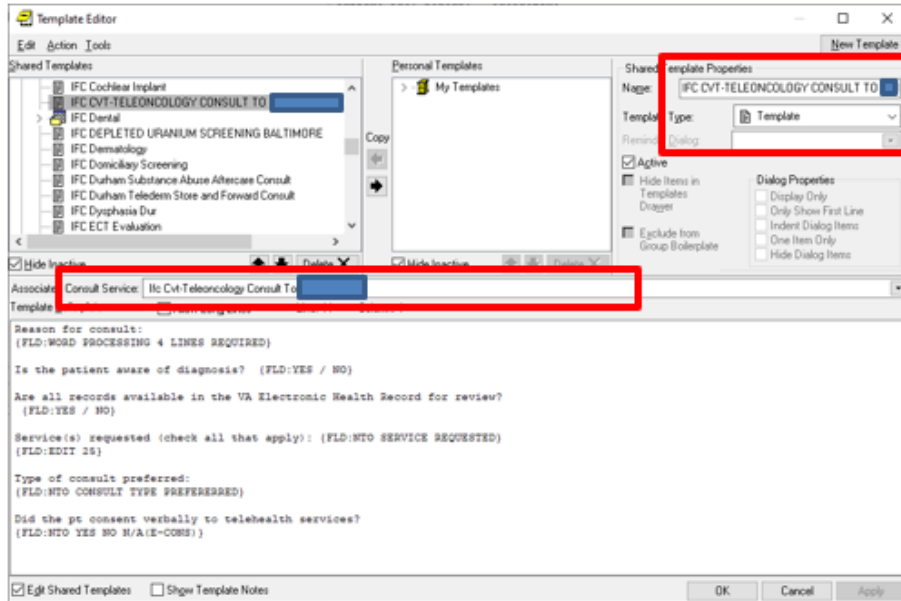 Template Editor
Edit Action Tools
New Template
Shared Templates
IFC Cochlear Implant
IFC CVT-TELEONCOLOGY CONSULT TO
IFC Dental
IFC DEPLETED URANIUM SCREENING BALTIMORE
IFC Dermatology
IFC Domiciliary Screening
IFC Durham Substance Abuse Aftercare Consult
IFC Durham Telederm Store and Forward Consult
IFC Dysphasia Dur
IFC ECT Evaluation
Hide Inactive
Delete
Copy
Personal Templates
My Templates
Hide Inactive
Delete
Shared Template Properties
Name: IFC CVT-TELEONCOLOGY CONSULT TO
Template Type: Template
Reminder Dialog:
Active
Hide Items in
Templates
Drawer
Exclude from
Group Boilerplate
Dialog Properties
Display Only
Only Show First Line
Indent Dialog Items
One Item Only
Hide Dialog Items
Associate Consult Service: Ifc Cvt-Teleoncology Consult To
Template
Reason for consult:
{FLD:WORD PROCESSING 4 LINES REQUIRED}
Is the patient aware of diagnosis? {FLD:YES / NO}
Are all records available in the VA Electronic Health Record for review?
{FLD:YES / NO}
Service(s) requested (check all that apply): {FLD:NTO SERVICE REQUESTED}
{FLD:EDIT 25}
Type of consult preferred:
{FLD:NTO CONSULT TYPE PREFERERRED}
Did the pt consent verbally to telehealth services?
{FLD:NTO YES NO N/A(E-CONS)}
Edit Shared Templates
Show Template Notes
OK
Cancel
Apply